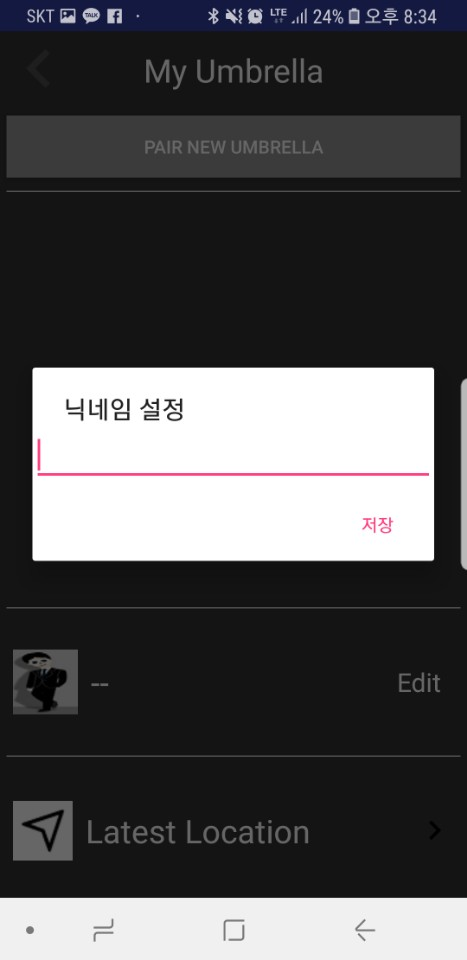 SKT TALK LTE 24% 오후 8:34
My Umbrella
PAIR NEW UMBRELLA
닉네임 설정
저장
-- Edit
Latest Location